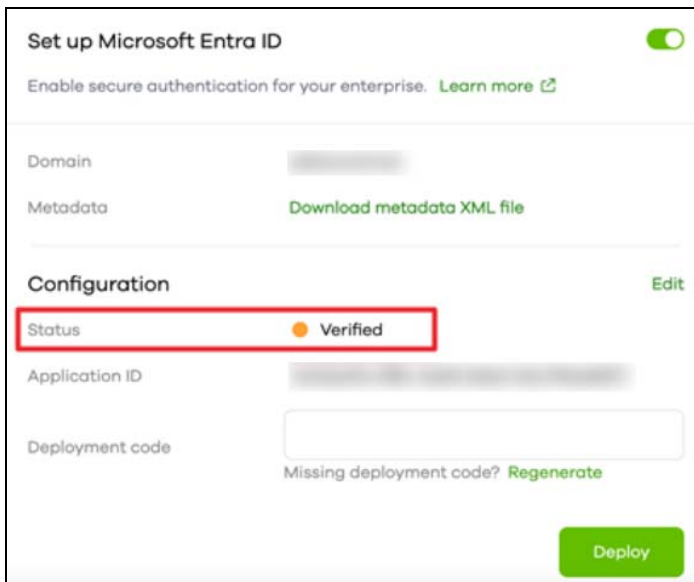 Set up Microsoft Entra ID
Enable secure authentication for your enterprise. Learn more
Domain
Metadata Download metadata XML file
Configuration Edit
Status Verified
Application ID
Deployment code
Missing deployment code? Regenerate
Deploy